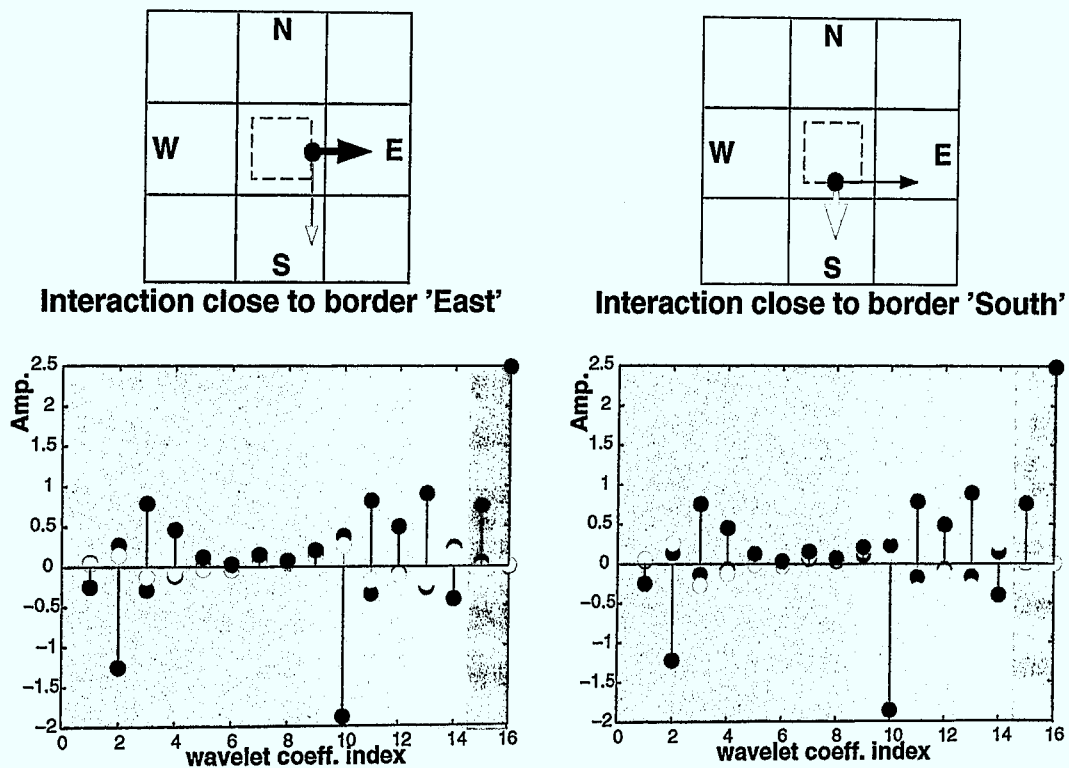 N
W E
S
Interaction close to border 'East'
N
W E
S
Interaction close to border 'South'
Amp.
2.5
2
1.5
1
0.5
0
−0.5
−1
−1.5
−2
0 2 4 6 8 10 12 14 16
wavelet coeff. index
Amp.
2.5
2
1.5
1
0.5
0
−0.5
−1
−1.5
−2
0 2 4 6 8 10 12 14 16
wavelet coeff. index